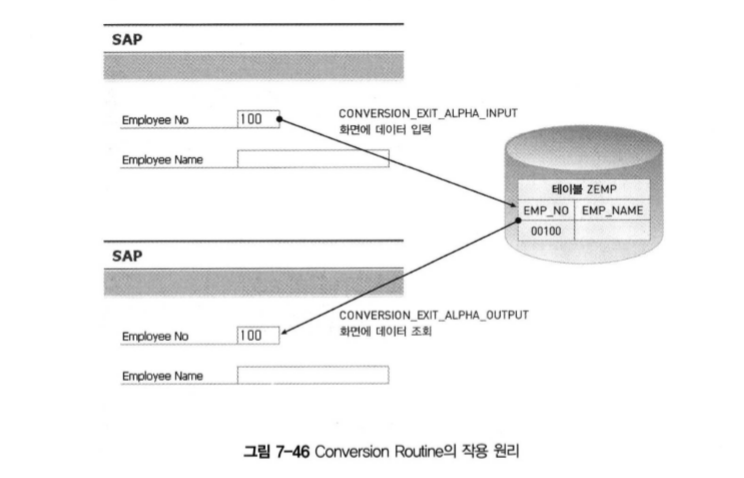 SAP
Employee No 100
Employee Name
CONVERSION_EXIT_ALPHA_INPUT
화면에 데이터 입력
테이블 ZEMP
EMP_NO EMP_NAME
00100
SAP
Employee No 100
Employee Name
CONVERSION_EXIT_ALPHA_OUTPUT
화면에 데이터 조회
그림 7-46 Conversion Routine의 작용 원리